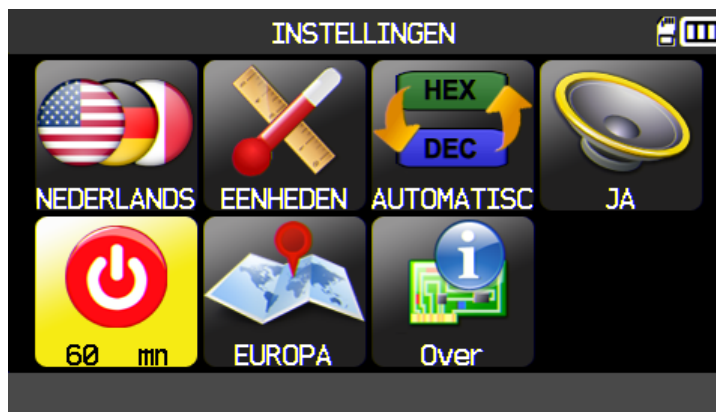 INSTELLINGEN
NEDERLANDS
EENHEDEN
HEX
DEC
AUTOMATISC
JA
60 mn
EUROPA
i
Over